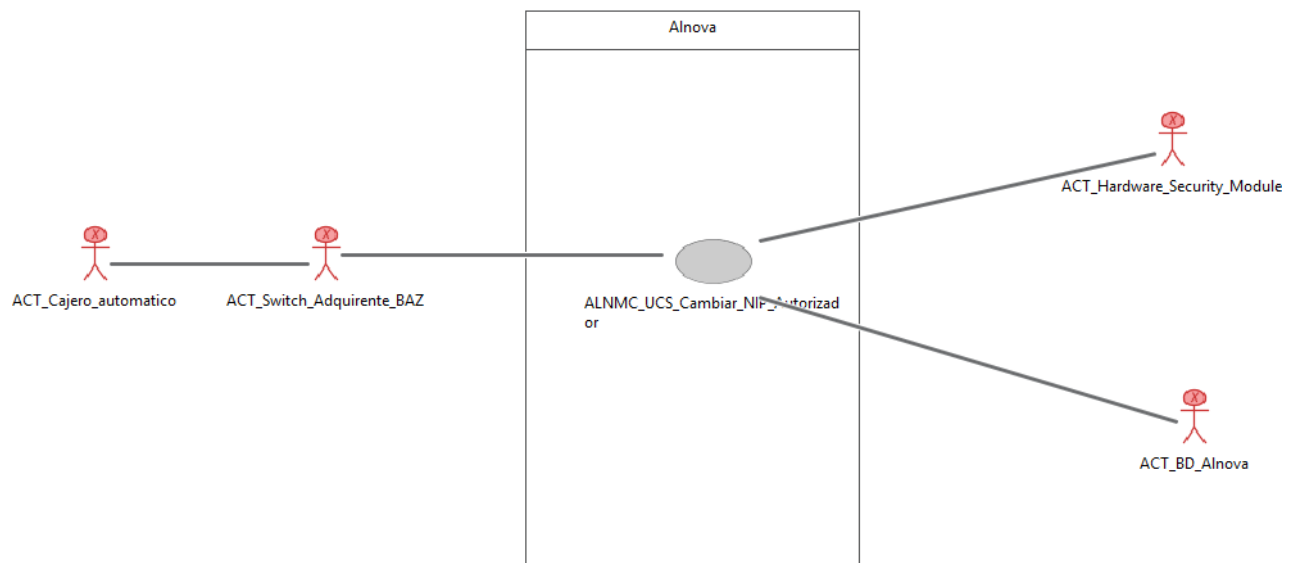 Alnova
ACT_Hardware_Security_Module
ACT_Cajero_automatico
ACT_Switch_Adquirente_BAZ
ALNMC_UCS_Cambiar_NIP_Autorizad
or
ACT_BD_Alnova